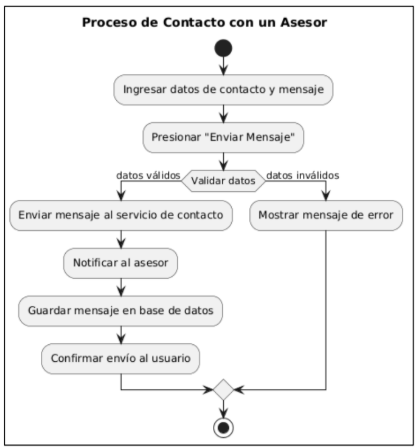 Proceso de Contacto con un Asesor
Ingresar datos de contacto y mensaje
Presionar "Enviar Mensaje"
datos válidos
Validar datos
datos inválidos
Enviar mensaje al servicio de contacto
Mostrar mensaje de error
Notificar al asesor
Guardar mensaje en base de datos
Confirmar envío al usuario